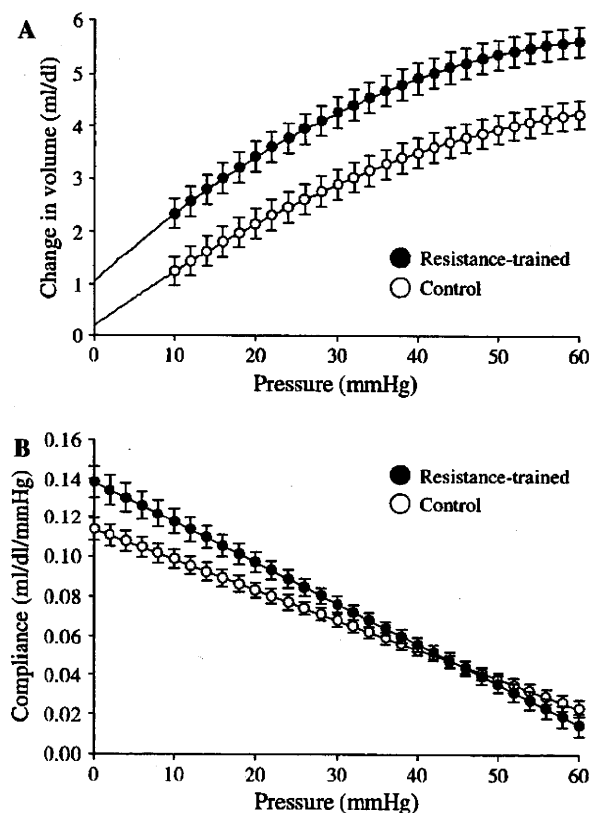 A
Change in volume (ml/dl)
6
5
4
3
2
1
0
Resistance-trained
Control
0 10 20 30 40 50 60
Pressure (mmHg)
B
Compliance (ml/dl/mmHg)
0.16
0.14
0.12
0.10
0.08
0.06
0.04
0.02
0.00
Resistance-trained
Control
0 10 20 30 40 50 60
Pressure (mmHg)